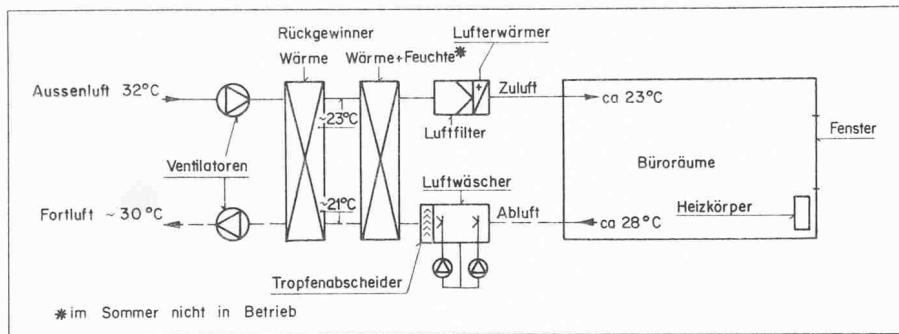 Rückgewinner
Wärme
Wärme+Feuchte*
Lufterwärmer
Aussenluft 32°C
~23°C
Luftfilter
Zuluft
ca 23°C
Fenster
Ventilatoren
Büroräume
Luftwäscher
~21°C
Fortluft ~30°C
Abluft
ca 28°C
Heizkörper
Tropfenabscheider
+
*im Sommer nicht in Betrieb